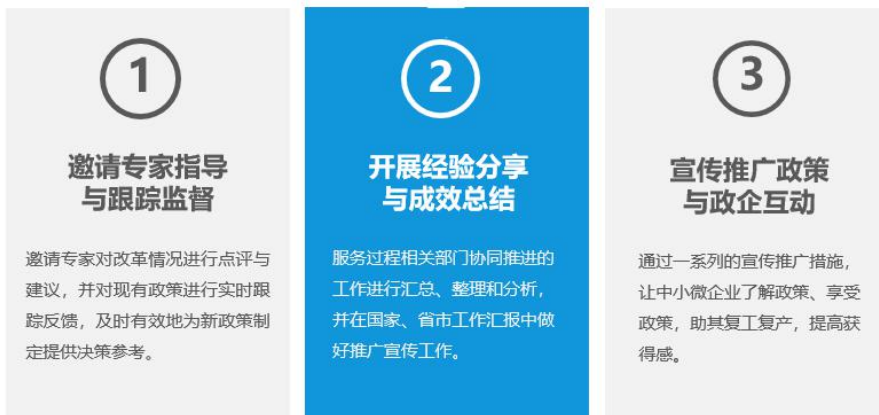 1
邀请专家指导
与跟踪监督
邀请专家对改革情况进行点评与
建议，并对现有政策进行实时跟
踪反馈，及时有效地为新政策制
定提供决策参考。
2
开展经验分享
与成效总结
服务过程相关部门协同推进的
工作进行汇总、整理和分析，
并在国家、省市工作汇报中做
好推广宣传工作。
3
宣传推广政策
与政企互动
通过一系列的宣传推广措施，
让中小微企业了解政策、享受
政策，助其复工复产，提高获
得感。